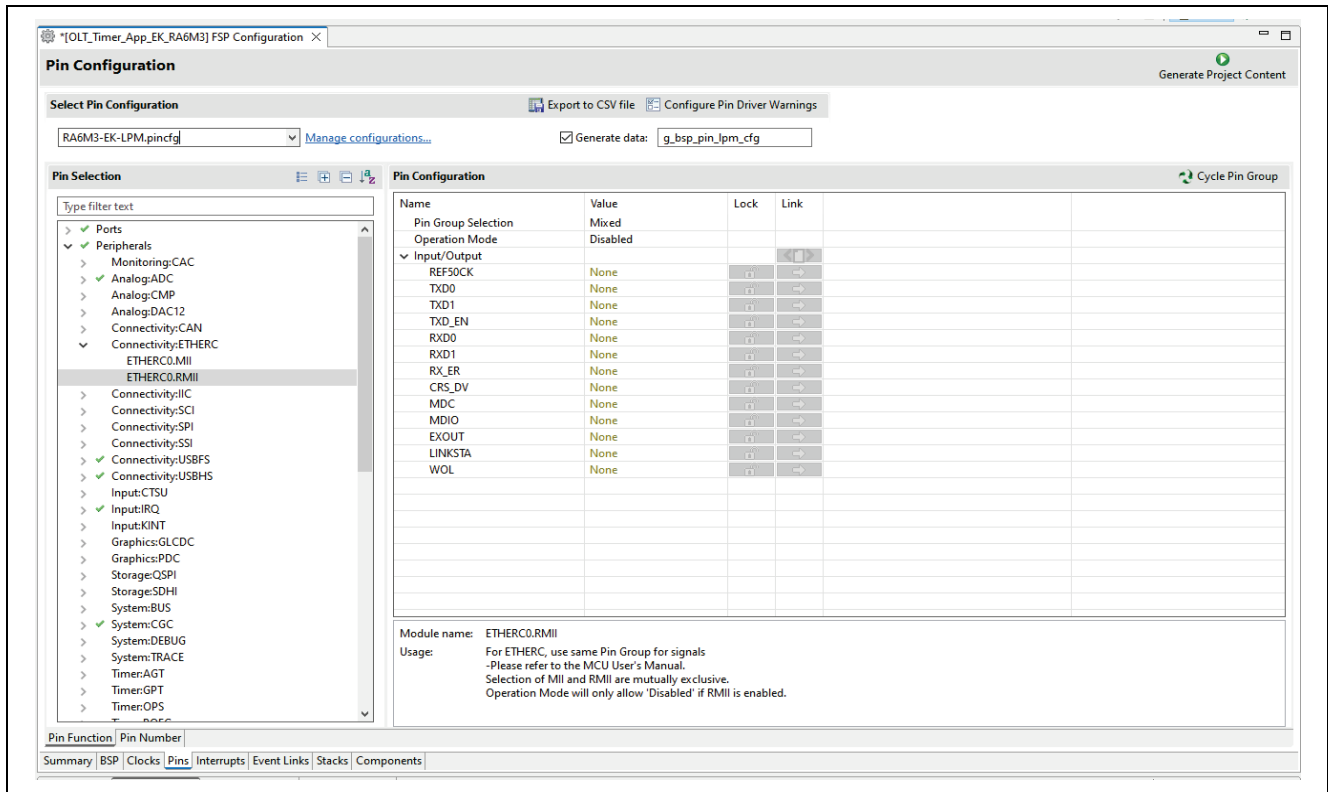 *[OLT_Timer_App_EK_RA6M3] FSP Configuration
Pin Configuration
Generate Project Content
Select Pin Configuration
Export to CSV file
Configure Pin Driver Warnings
RA6M3-EK-LPM.pincfg
Manage configurations...
Generate data:
g_bsp_pin_lpm_cfg
Pin Selection
Type filter text
Ports
Peripherals
Monitoring:CAC
Analog:ADC
Analog:CMP
Analog:DAC12
Connectivity:CAN
Connectivity:ETHERC
ETHERC0.MII
ETHERC0.RMII
Connectivity:IIC
Connectivity:SCI
Connectivity:SPI
Connectivity:SSI
Connectivity:USBFS
Connectivity:USBHS
Input:CTSU
Input:IRQ
Input:KINT
Graphics:GLCDC
Graphics:PDC
Storage:QSPI
Storage:SDHI
System:BUS
System:CGC
System:DEBUG
System:TRACE
Timer:AGT
Timer:GPT
Timer:OPS
Pin Configuration
Cycle Pin Group
Name Value Lock Link
Pin Group Selection Mixed
Operation Mode Disabled
Input/Output
REF50CK None
TXD0 None
TXD1 None
TXD_EN None
RXD0 None
RXD1 None
RX_ER None
CRS_DV None
MDC None
MDIO None
EXOUT None
LINKSTA None
WOL None
Module name: ETHERC0.RMII
Usage: For ETHERC, use same Pin Group for signals
-Please refer to the MCU User's Manual.
Selection of MII and RMII are mutually exclusive.
Operation Mode will only allow 'Disabled' if RMII is enabled.
Pin Function Pin Number
Summary BSP Clocks Pins Interrupts Event Links Stacks Components